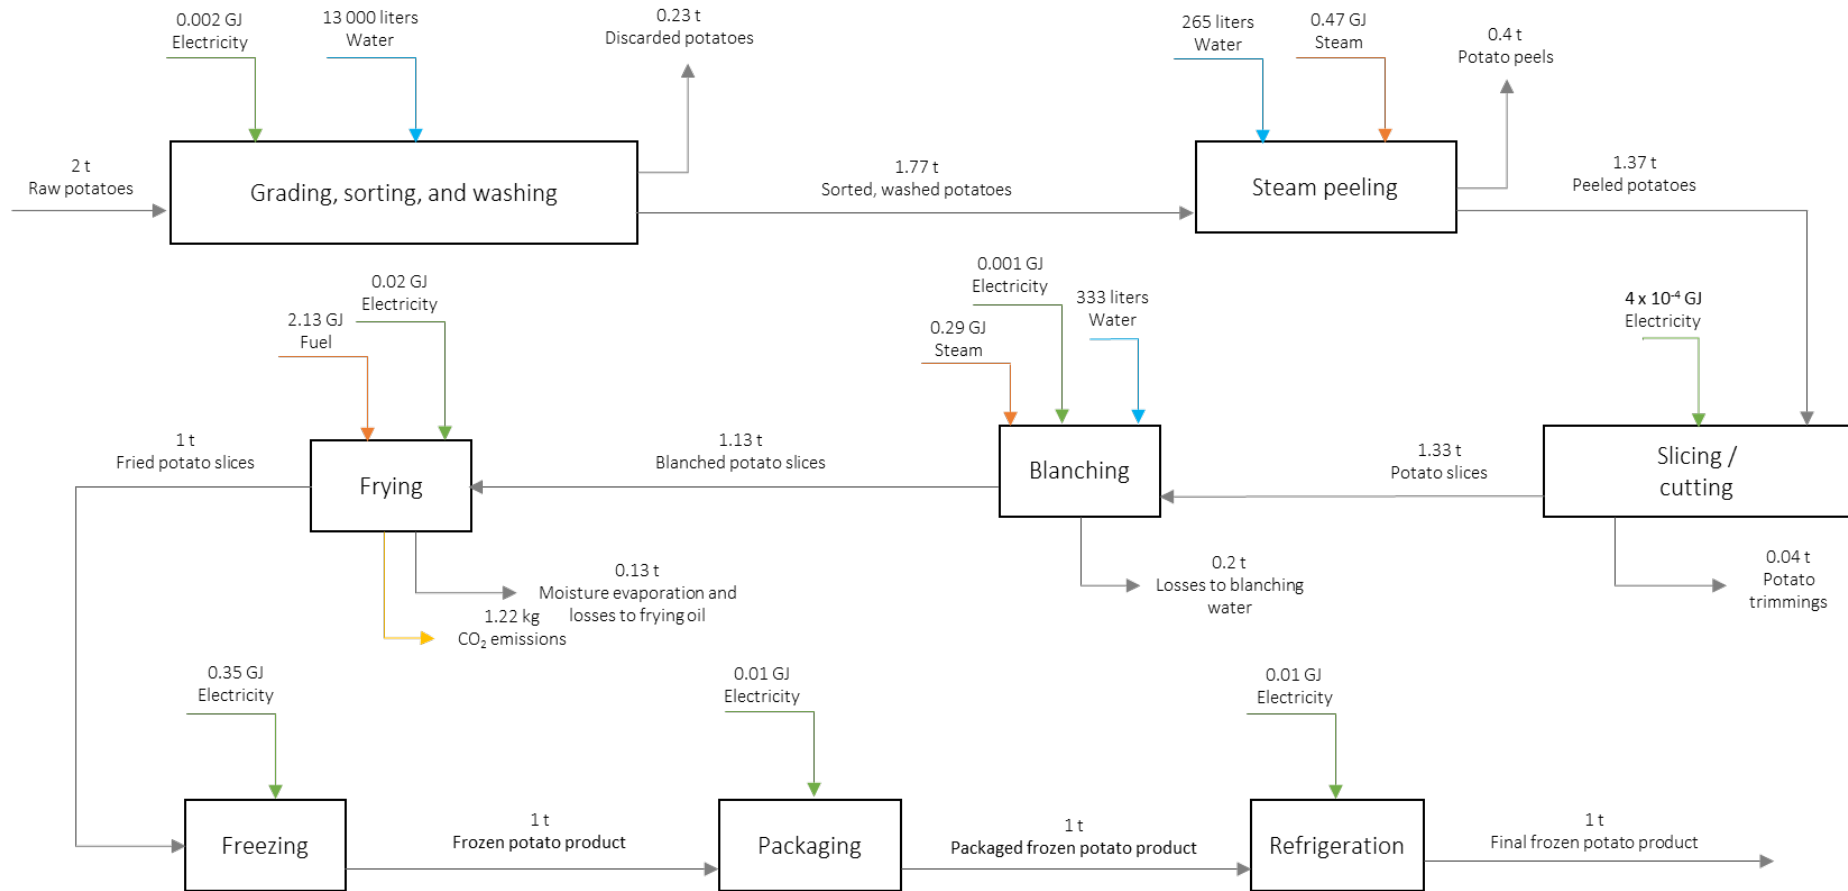 0.002 GJ
Electricity
13 000 liters
Water
0.23 t
Discarded potatoes
265 liters
Water
0.47 GJ
Steam
0.4 t
Potato peels
2 t
Raw potatoes
Grading, sorting, and washing
1.77 t
Sorted, washed potatoes
Steam peeling
1.37 t
Peeled potatoes
4 x 10⁻⁴ GJ
Electricity
Slicing /
cutting
0.04 t
Potato
trimmings
1.33 t
Potato slices
0.001 GJ
Electricity
333 liters
Water
0.29 GJ
Steam
Blanching
0.2 t
Losses to blanching
water
1.13 t
Blanched potato slices
0.02 GJ
Electricity
2.13 GJ
Fuel
Frying
0.13 t
Moisture evaporation and
losses to frying oil
1.22 kg
CO₂ emissions
1 t
Fried potato slices
0.35 GJ
Electricity
Freezing
1 t
Frozen potato product
0.01 GJ
Electricity
Packaging
1 t
Packaged frozen potato product
0.01 GJ
Electricity
Refrigeration
1 t
Final frozen potato product